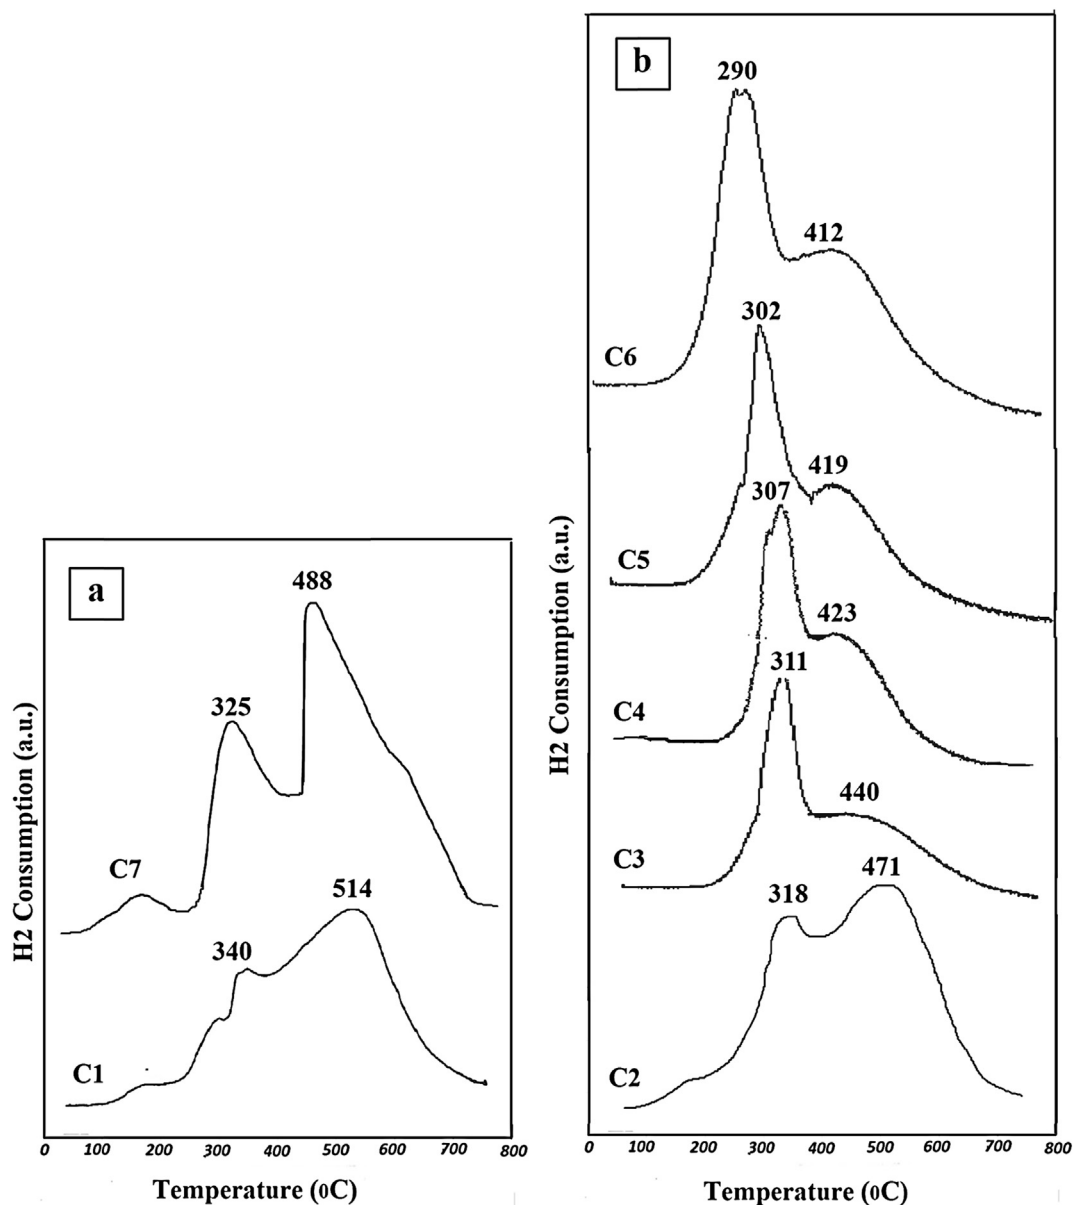 a
488
325
C7
514
340
C1
H2 Consumption (a.u.)
0 100 200 300 400 500 600 700 800
Temperature (0C)
b
290
412
C6
302
419
C5
307
423
C4
311
440
C3
471
318
C2
H2 Consumption (a.u.)
0 100 200 300 400 500 600 700 800
Temperature (0C)